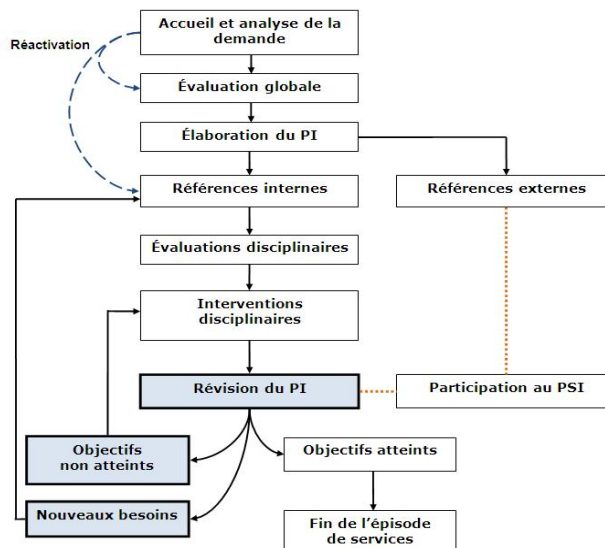 Accueil et analyse de la
demande
Réactivation
Évaluation globale
Élaboration du PI
Références internes
Références externes
Évaluations disciplinaires
Interventions
disciplinaires
Révision du PI
Participation au PSI
Objectifs
non atteints
Objectifs atteints
Nouveaux besoins
Fin de l'épisode
de services